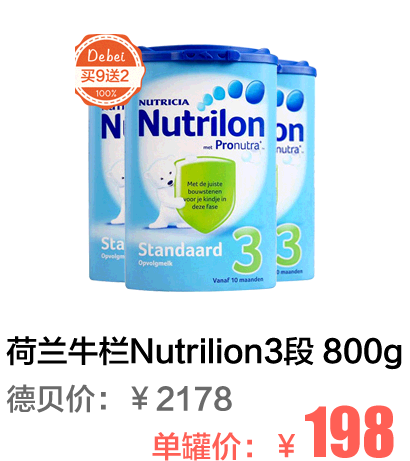 Debei
买9送2
100%
NUTRICIA
Nutrilon
met Pronutra
Met de juiste
bouwstenen
voor je kindje in
deze fase
Standaard
Opvolgmelk
3
Vanaf 10 maanden
3
荷兰牛栏Nutrilion3段 800g
德贝价：￥2178
单罐价：￥198